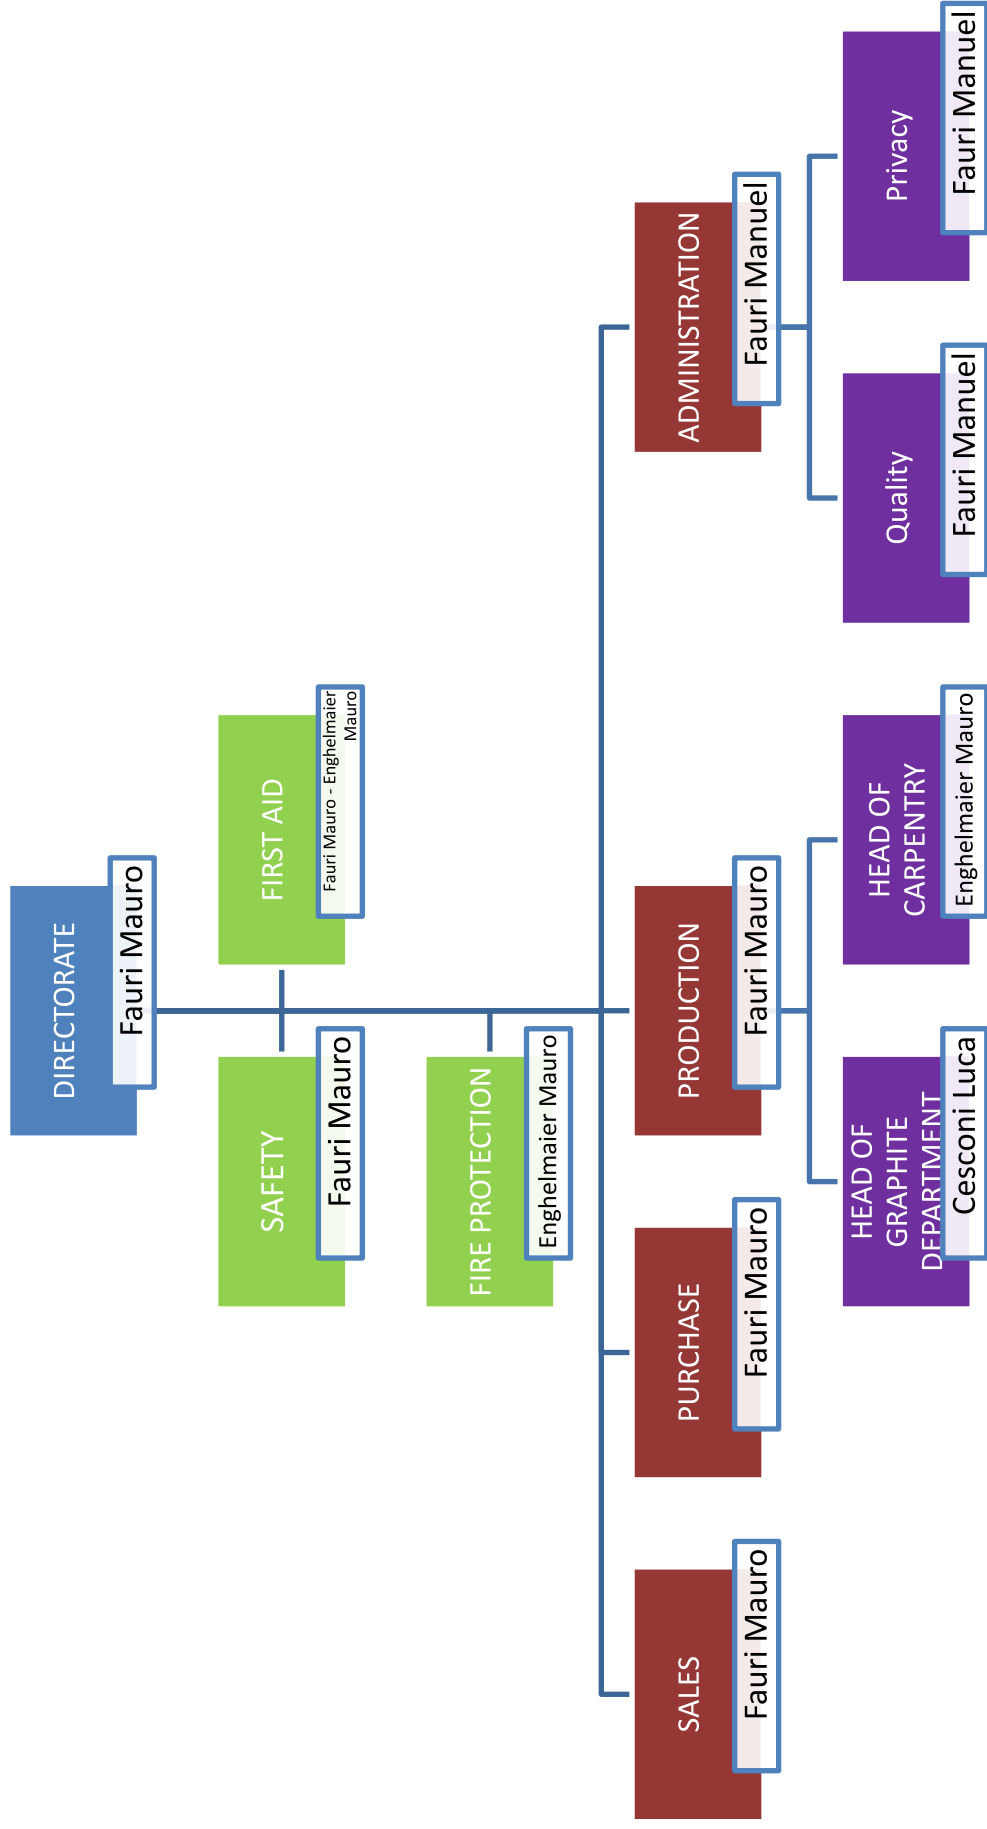 DIRECTORATE
Fauri Mauro
SAFETY
Fauri Mauro
FIRST AID
Fauri Mauro - Enghelmaier
Mauro
FIRE PROTECTION
Enghelmaier Mauro
SALES
Fauri Mauro
PURCHASE
Fauri Mauro
PRODUCTION
Fauri Mauro
ADMINISTRATION
Fauri Manuel
HEAD OF
GRAPHITE
DEPARTMENT
Cesconi Luca
HEAD OF
CARPENTRY
Enghelmaier Mauro
Quality
Fauri Manuel
Privacy
Fauri Manuel